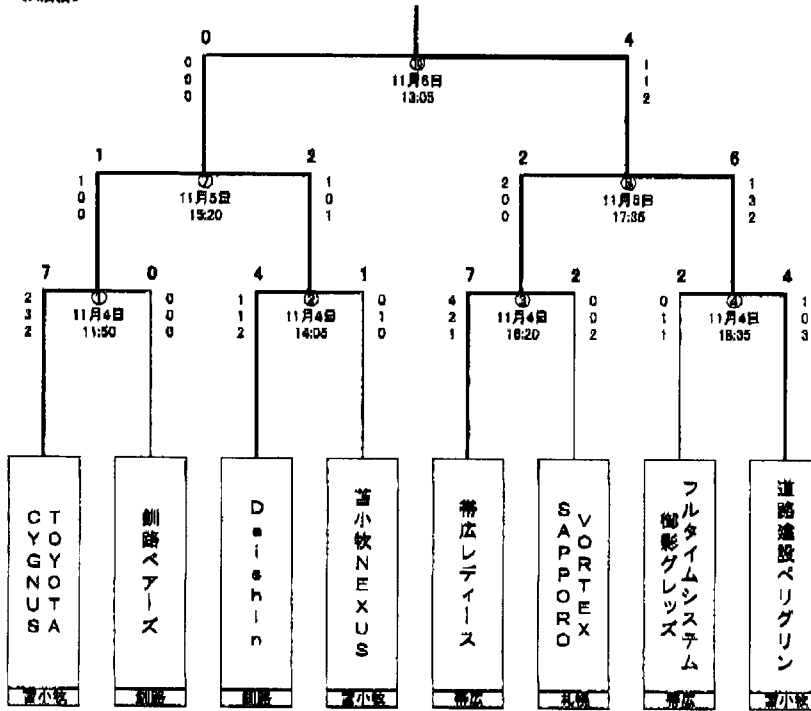 0 4
⑩
0 1
0 1
0 2
11月6日
13:05
1 2 2 6
⑦
1 1 2 1
0 0 0 3
0 1 0 2
11月5日
15:20
17:35
7 0 4 1 7 2 2 4
① ② ③ ④
2 0 1 0 4 0 0 1
3 0 1 1 2 0 1 0
2 0 2 0 1 2 1 3
11月4日 11月4日 11月4日 11月4日
11:50 14:05 16:20 18:35
TOYOTA
CYGNUS
釧路ベアーズ
Daishin
苫小牧NEXUS
帯広レディース
VORTEX
SAPPORO
フルタイムシステム
御影グレッズ
道路建設ペリグリン
苫小牧 釧路 釧路 苫小牧 帯広 札幌 帯広 苫小牧